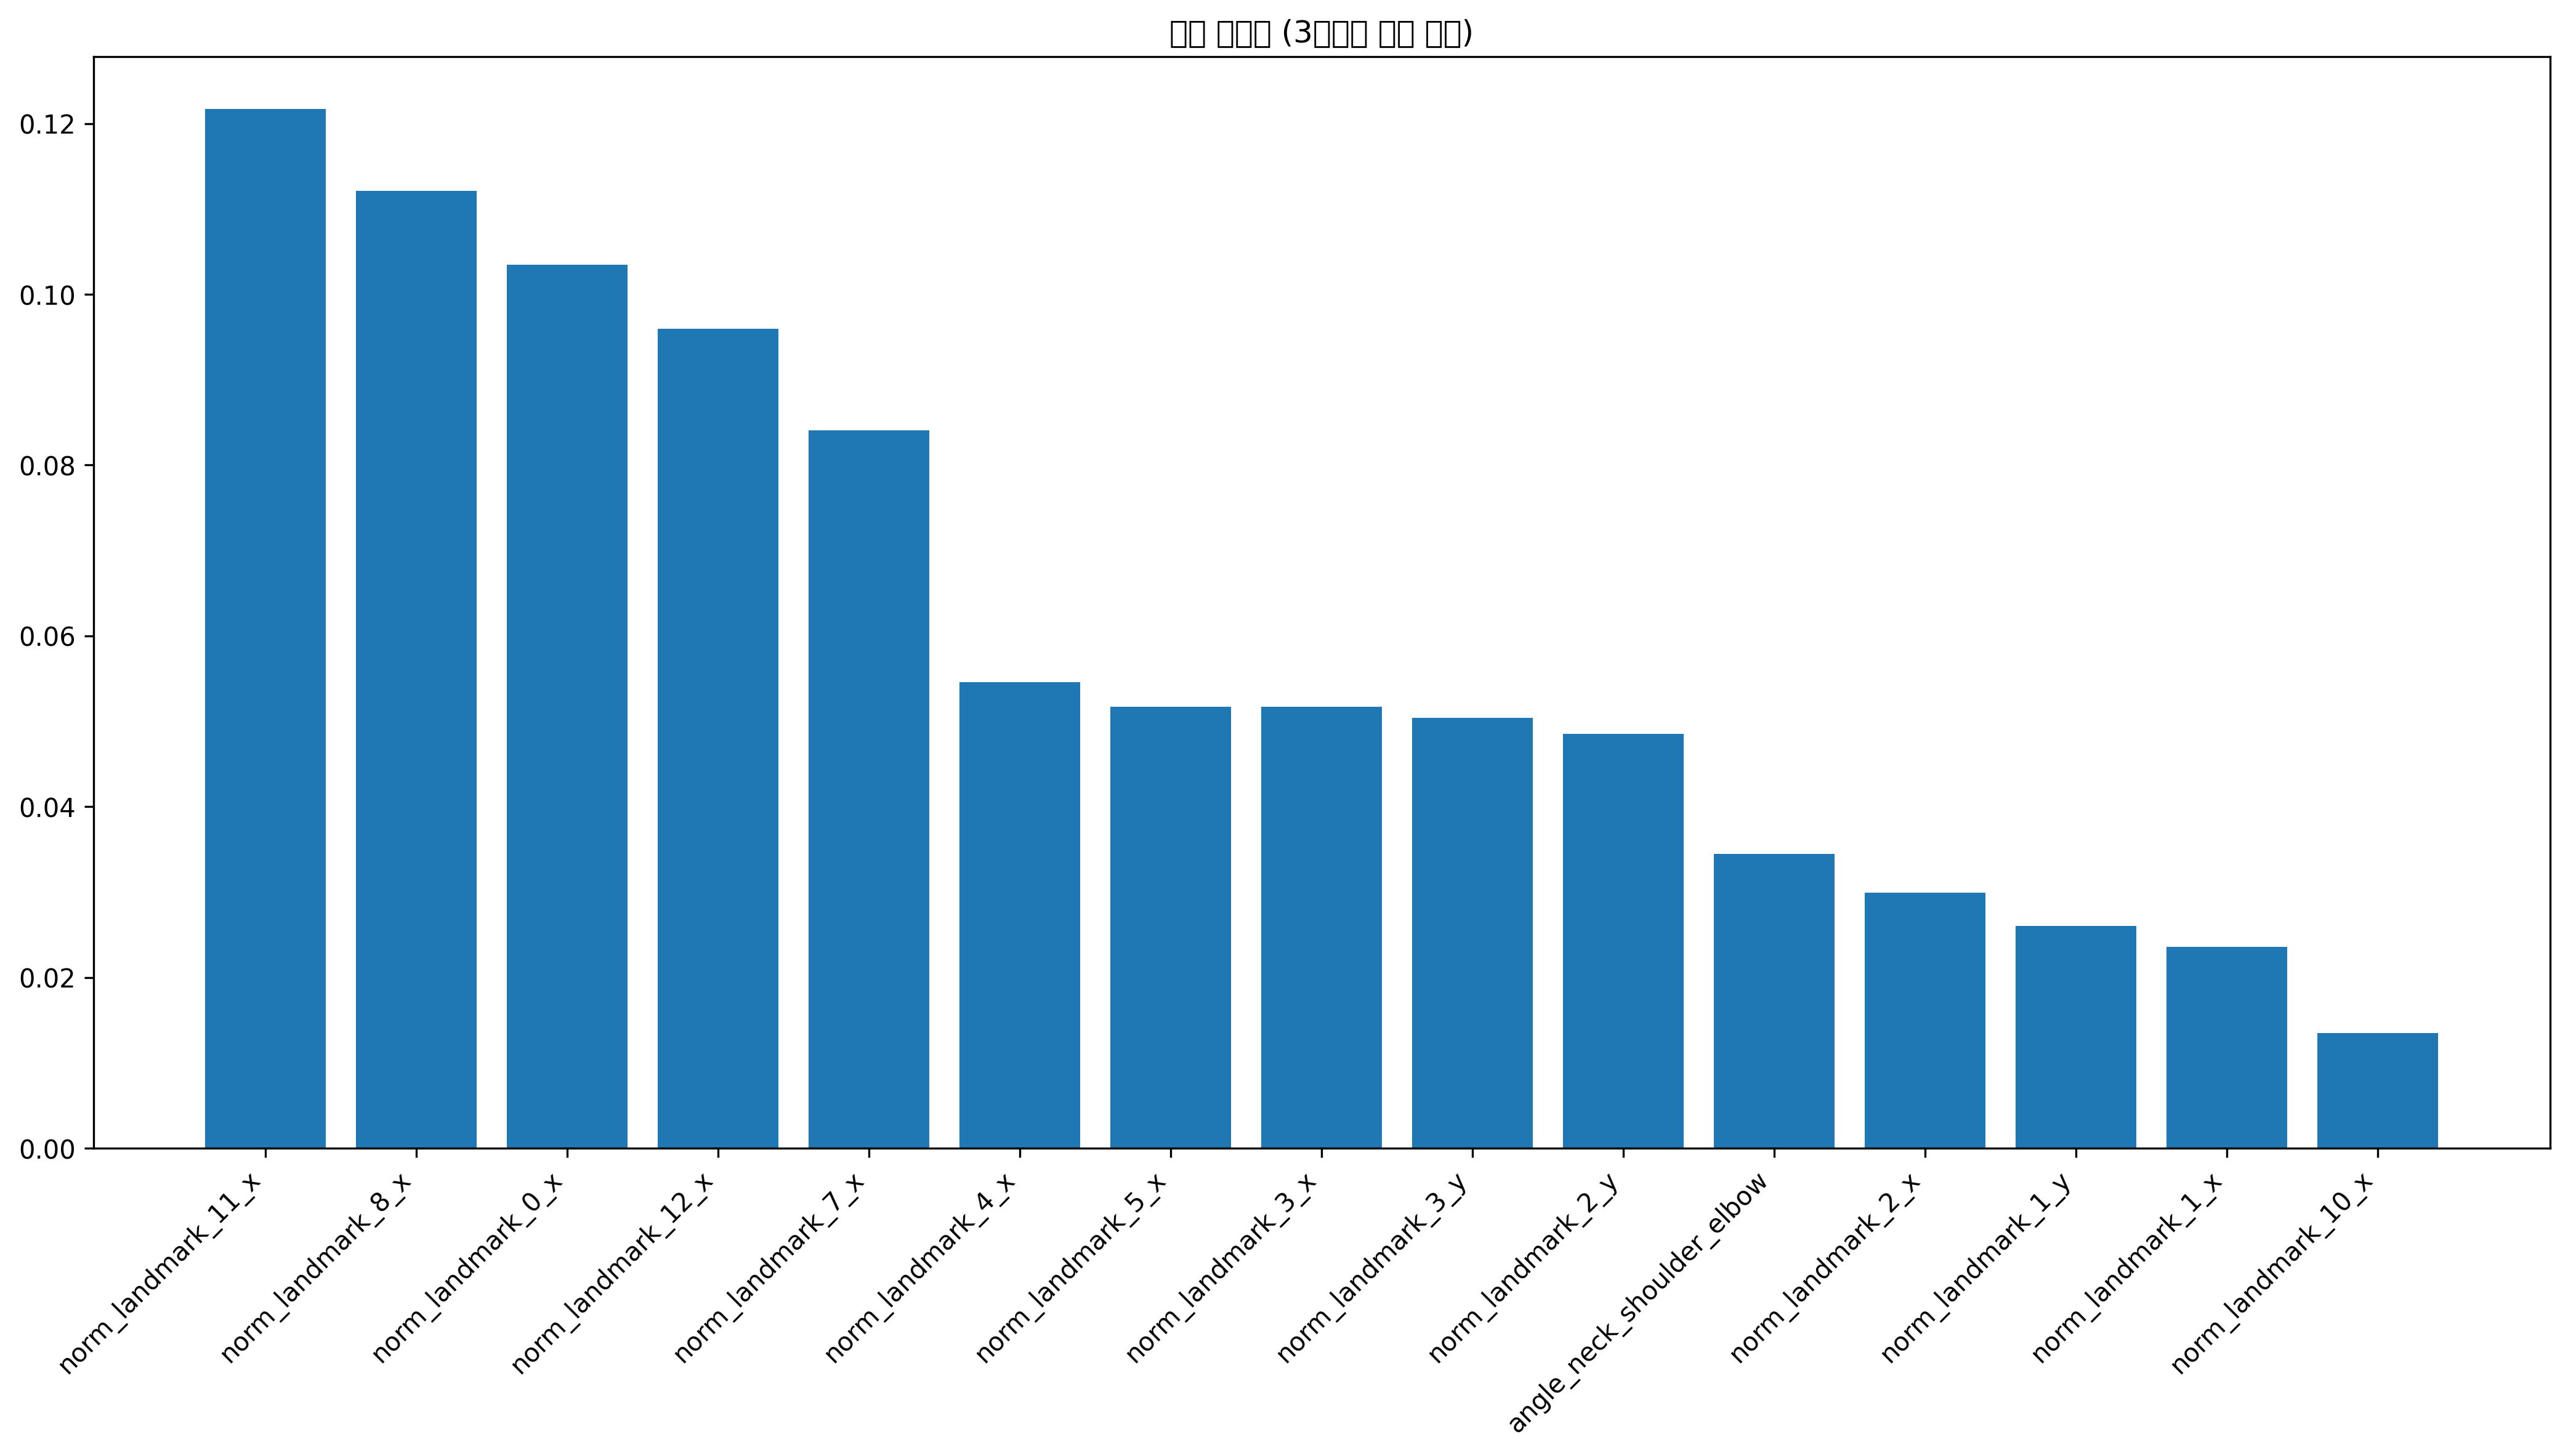 (3
0.12
0.10
0.08
0.06
0.04
0.02
0.00
norm_landmark_11_x
norm_landmark_8_x
norm_landmark_0_x
norm_landmark_12_x
norm_landmark_7_x
norm_landmark_4_x
norm_landmark_5_x
norm_landmark_3_x
norm_landmark_3_y
norm_landmark_2_y
angle_neck_shoulder_elbow
norm_landmark_2_x
norm_landmark_1_y
norm_landmark_1_x
norm_landmark_10_x